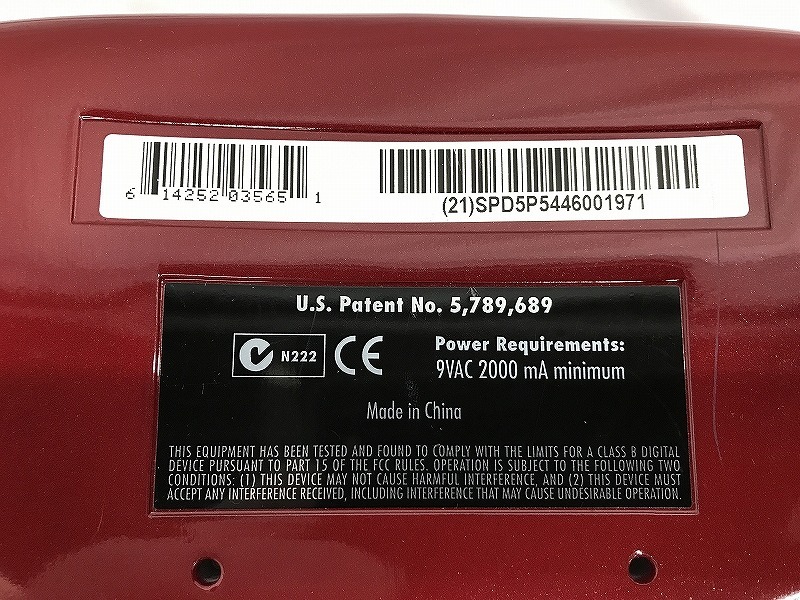 6 14252 03565 1
(21)SPD5P5446001971
U.S. Patent No. 5,789,689
N222 CE
Power Requirements:
9VAC 2000 mA minimum
Made in China
THIS EQUIPMENT HAS BEEN TESTED AND FOUND TO COMPLY WITH THE LIMITS FOR A CLASS B DIGITAL
DEVICE PURSUANT TO PART 15 OF THE FCC RULES. OPERATION IS SUBJECT TO THE FOLLOWING TWO
CONDITIONS: (1) THIS DEVICE MAY NOT CAUSE HARMFUL INTERFERENCE, AND (2) THIS DEVICE MUST
ACCEPT ANY INTERFERENCE RECEIVED, INCLUDING INTERFERENCE THAT MAY CAUSE UNDESIRABLE OPERATION.